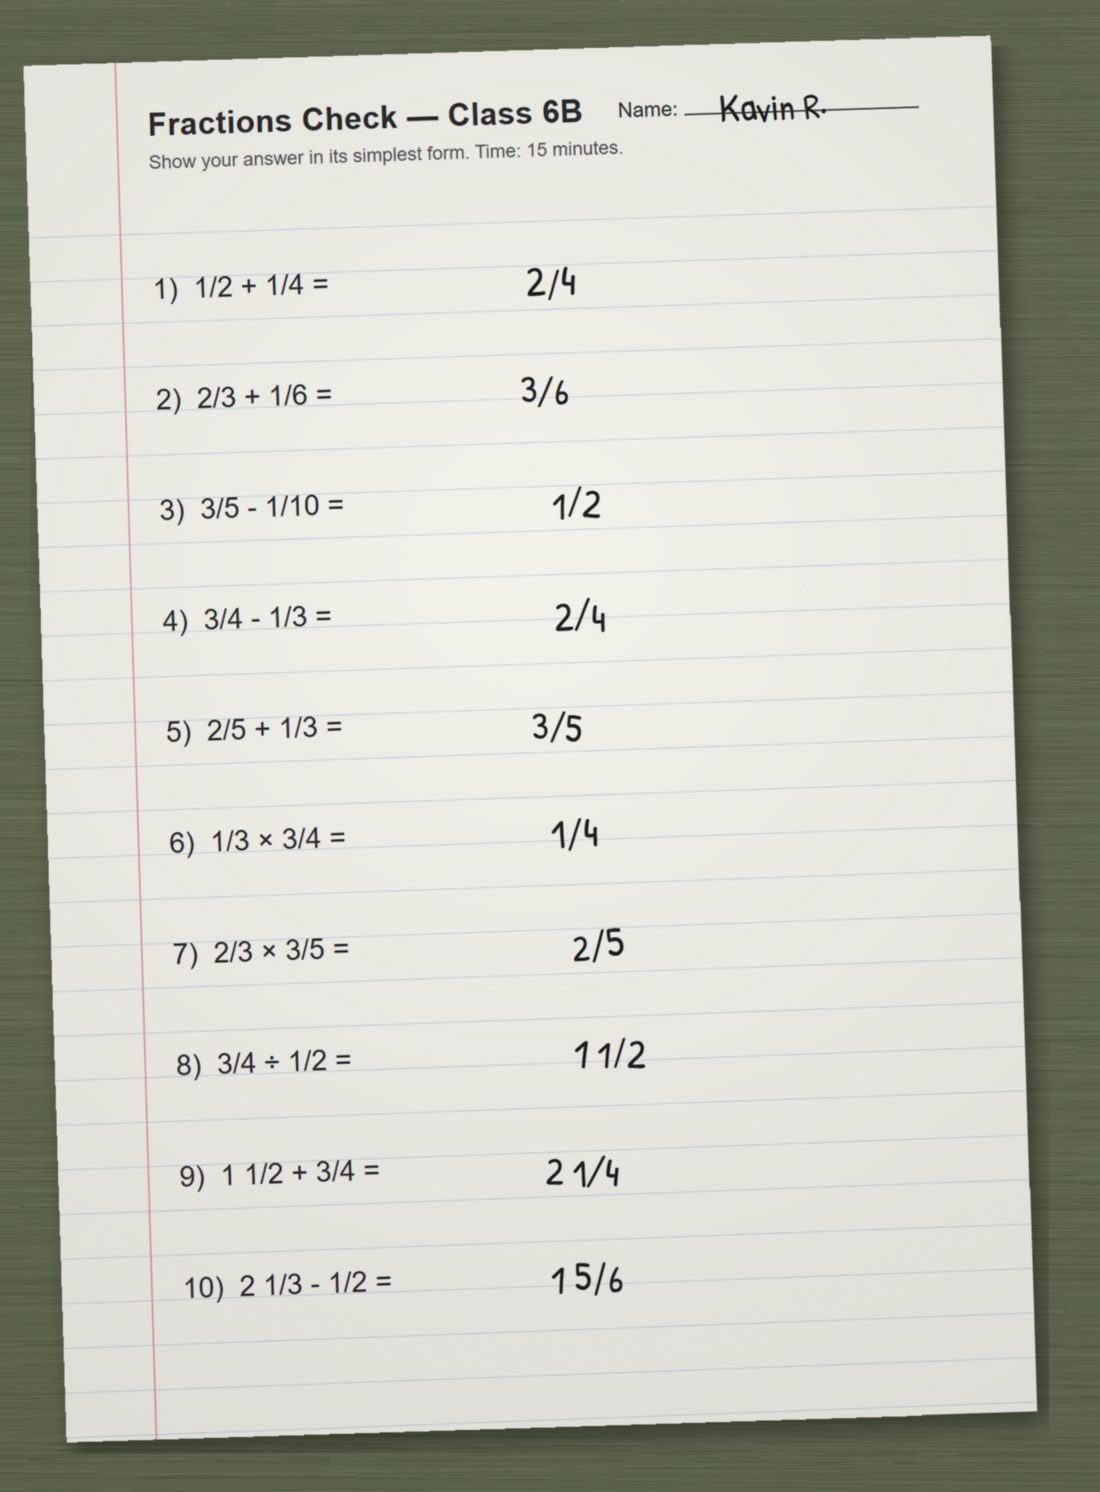 Fractions Check — Class 6B Name: Kavin R.
Show your answer in its simplest form. Time: 15 minutes.
1) 1/2 + 1/4 = 2/4
2) 2/3 + 1/6 = 3/6
3) 3/5 - 1/10 = 1/2
4) 3/4 - 1/3 = 2/4
5) 2/5 + 1/3 = 3/5
6) 1/3 × 3/4 = 1/4
7) 2/3 × 3/5 = 2/5
8) 3/4 ÷ 1/2 = 1 1/2
9) 1 1/2 + 3/4 = 2 1/4
10) 2 1/3 - 1/2 = 1 5/6